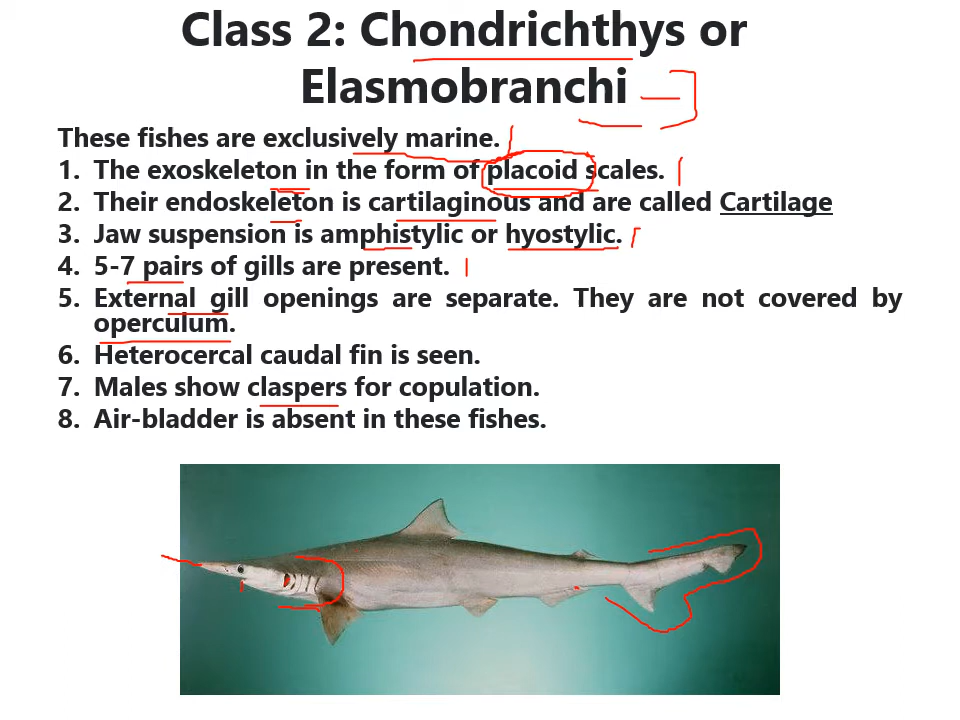 Class 2: Chondrichthys or
Elasmobranchi
These fishes are exclusively marine.
1. The exoskeleton in the form of placoid scales.
2. Their endoskeleton is cartilaginous and are called Cartilage
3. Jaw suspension is amphistylic or hyostylic.
4. 5-7 pairs of gills are present.
5. External gill openings are separate. They are not covered by
operculum.
6. Heterocercal caudal fin is seen.
7. Males show claspers for copulation.
8. Air-bladder is absent in these fishes.